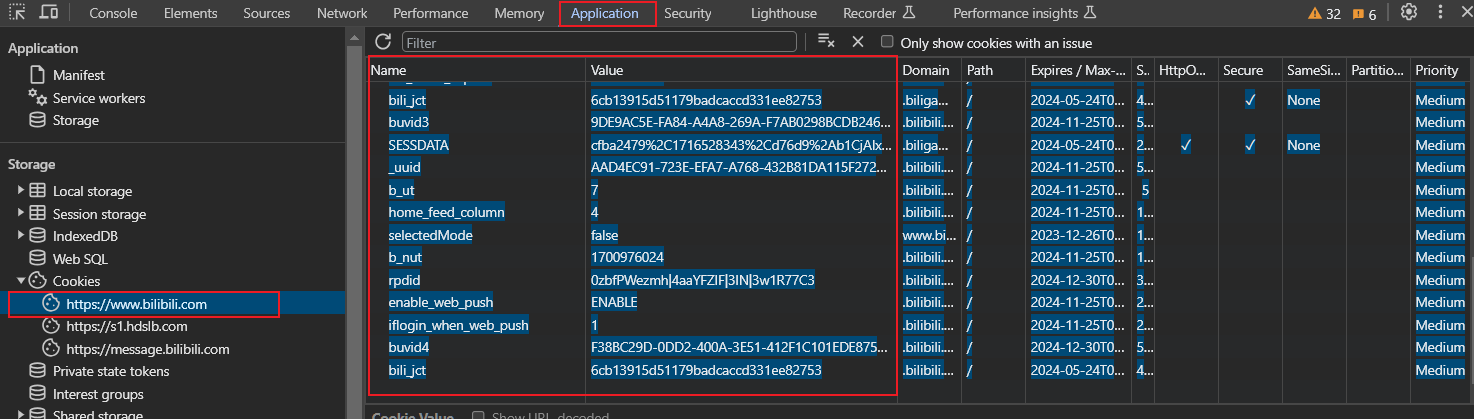 Console Elements Sources Network Performance Memory Application Security Lighthouse Recorder Performance insights 32 6
Application
Manifest
Service workers
Storage
Storage
Local storage
Session storage
IndexedDB
Web SQL
Cookies
https://www.bilibili.com
https://s1.hdslb.com
https://message.bilibili.com
Private state tokens
Interest groups
Shared storage
Filter Only show cookies with an issue
Name Value Domain Path Expires / Max-... S.. HttpO... Secure SameSi... Partitio... Priority
bili_jct 6cb13915d51179badcaccd331ee82753 .biliga... / 2024-05-24T0... 4... ✓ None Medium
buvid3 9DE9AC5E-FA84-A4A8-269A-F7AB0298BCDB246... .bilibili.... / 2024-11-25T0... 5... Medium
SESSDATA cfba2479%2C1716528343%2Cd76d9%2Ab1CjAlx... .biliga... / 2024-05-24T0... 2... ✓ ✓ None Medium
_uuid AAD4EC91-723E-EFA7-A768-432B81DA115F272... .bilibili.... / 2024-11-25T0... 5... Medium
b_ut 7 .bilibili.... / 2024-11-25T0... 5 Medium
home_feed_column 4 .bilibili.... / 2024-11-25T0... 1... Medium
selectedMode false www.bi... / 2023-12-26T0... 1... Medium
b_nut 1700976024 .bilibili.... / 2024-11-25T0... 1... Medium
rpdid 0zbfPWezmh|4aaYFZIF|3IN|3w1R77C3 .bilibili.... / 2024-12-30T0... 3... Medium
enable_web_push ENABLE .bilibili.... / 2024-11-25T0... 2... Medium
iflogin_when_web_push 1 .bilibili.... / 2024-11-25T0... 2... Medium
buvid4 F38BC29D-0DD2-400A-3E51-412F1C101EDE875... .bilibili.... / 2024-12-30T0... 5... Medium
bili_jct 6cb13915d51179badcaccd331ee82753 .bilibili.... / 2024-05-24T0... 4... Medium
Cookie Value Show URL-decoded